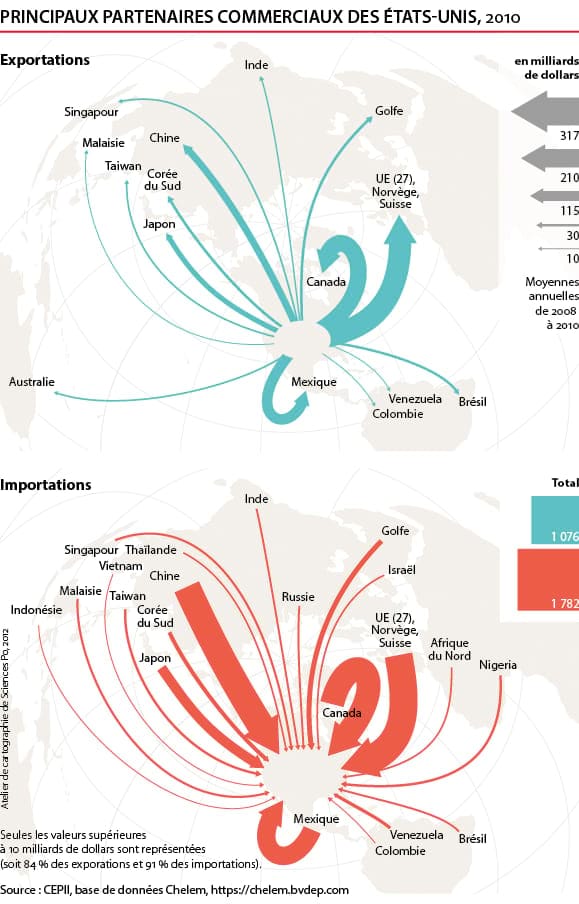 PRINCIPAUX PARTENAIRES COMMERCIAUX DES ÉTATS-UNIS, 2010
Exportations
en milliards
de dollars
317
210
115
30
10
Moyennes
annuelles
de 2008
à 2010
Inde
Singapour
Golfe
Malaisie
Chine
Taiwan
Corée
du Sud
UE (27),
Norvège,
Suisse
Japon
Canada
Australie
Mexique
Venezuela
Brésil
Colombie
Importations
Total
1 076
1 782
Inde
Golfe
Singapour
Thaïlande
Vietnam
Israël
Chine
Malaisie
Taiwan
Russie
Indonésie
Corée
du Sud
UE (27),
Norvège,
Suisse
Afrique
du Nord
Japon
Nigeria
Canada
Mexique
Venezuela
Brésil
Colombie
Atelier de cartographie de Sciences Po, 2012
Seules les valeurs supérieures
à 10 milliards de dollars sont représentées
(soit 84 % des exporations et 91 % des importations).
Source : CEPII, base de données Chelem, https://chelem.bvdep.com